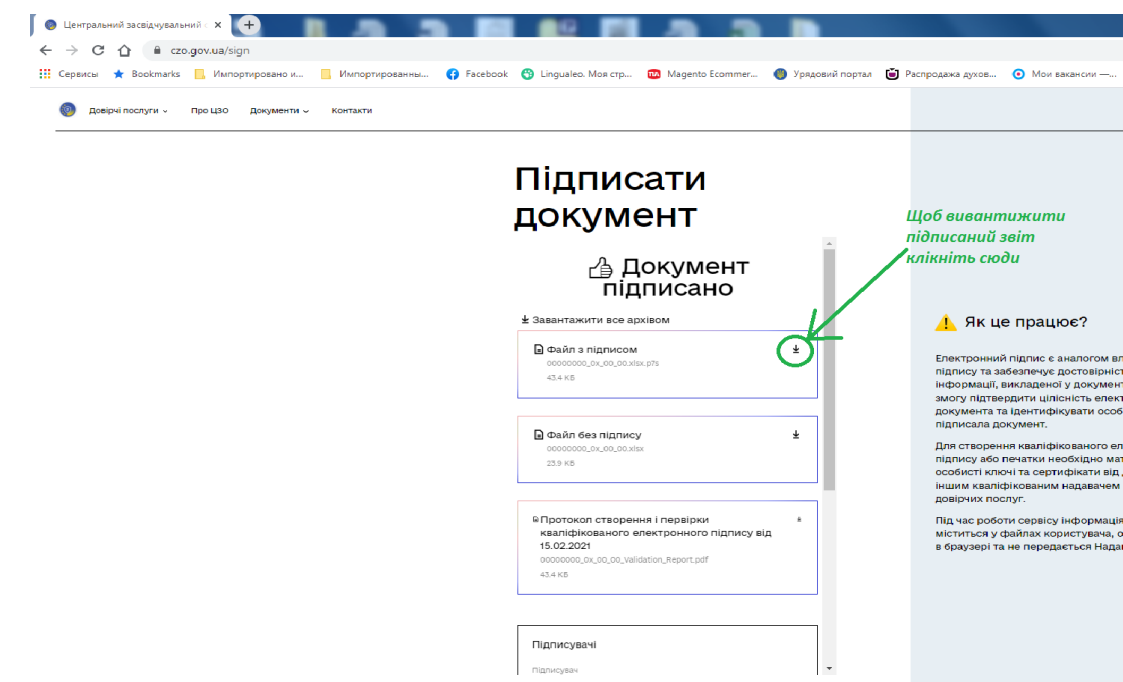 Центральний засвідчувальний
czo.gov.ua/sign
Сервисы Bookmarks Импортировано и... Импортированны... Facebook Lingualeo. Моя стр... Magento Ecommer... Урядовий портал Распродажа духов... Мои вакансии —...
Довірчі послуги Про ЦЗО Документи Контакти
Підписати
документ
Щоб вивантижити
підписаний звіт
клікніть сюди
Документ
підписано
Завантажити все архівом
Файл з підписом
00000000_0x_00_00.xlsx.p7s
43.4 КБ
Файл без підпису
00000000_0x_00_00.xlsx
23.9 КБ
Протокол створення і первірки
кваліфікованого електронного підпису від
15.02.2021
00000000_0x_00_00_Validation_Report.pdf
43.4 КБ
Підписувачі
Підписувач
Як це працює?
Електронний підпис є аналогом вл
підпису та забезпечує достовірніст
інформації, викладеної у документ
змогу підтвердити цілісність елект
документа та ідентифікувати особ
підписала документ.
Для створення кваліфікованого ел
підпису або печатки необхідно мат
особисті ключі та сертифікати від
іншим кваліфікованим надавачем
довірчих послуг.
Під час роботи сервісу інформація
міститься у файлах користувача, о
в браузері та не передається Нада